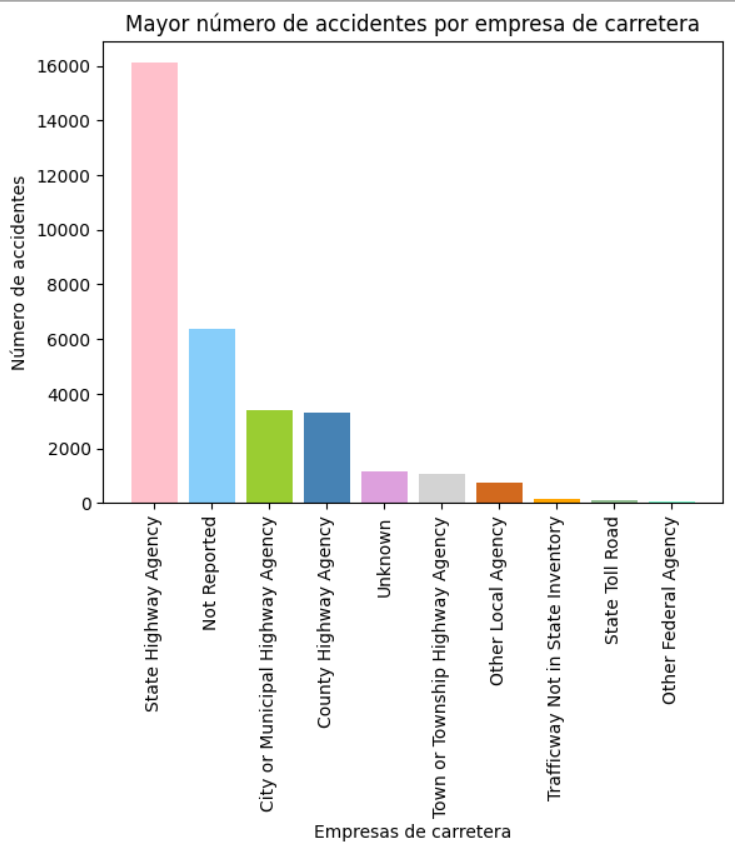 Mayor número de accidentes por empresa de carretera
Número de accidentes
16000
14000
12000
10000
8000
6000
4000
2000
0
State Highway Agency
Not Reported
City or Municipal Highway Agency
County Highway Agency
Unknown
Town or Township Highway Agency
Other Local Agency
Trafficway Not in State Inventory
State Toll Road
Other Federal Agency
Empresas de carretera